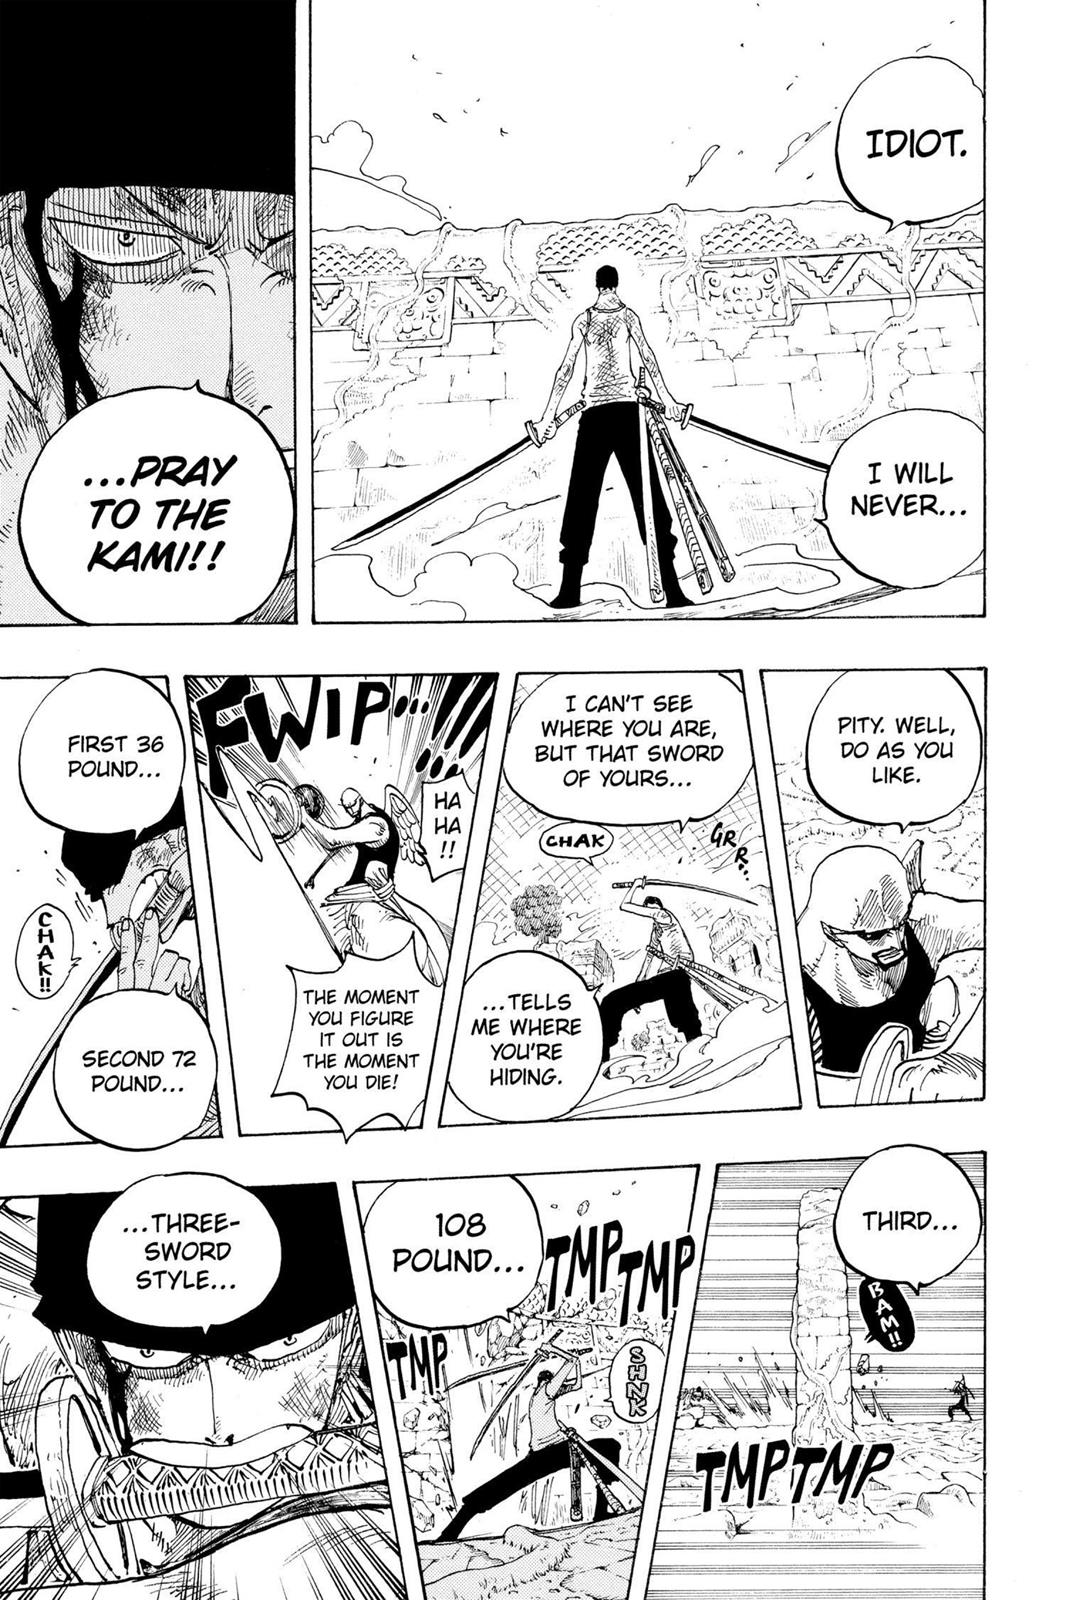 IDIOT.
I WILL
NEVER...
...PRAY
TO THE
KAMI!!
PITY. WELL,
DO AS YOU
LIKE.
I CAN'T SEE
WHERE YOU ARE,
BUT THAT SWORD
OF YOURS...
CHAK
GRR...
...TELLS
ME WHERE
YOU'RE
HIDING.
FWIP...!!
HA
HA
!!
THE MOMENT
YOU FIGURE
IT OUT IS
THE MOMENT
YOU DIE!
FIRST 36
POUND...
CHAK!!
SECOND 72
POUND...
THIRD...
BAM!!
TMP TMP
108
POUND...
TMP TMP
TMP
SHNK
...THREE-
SWORD
STYLE...